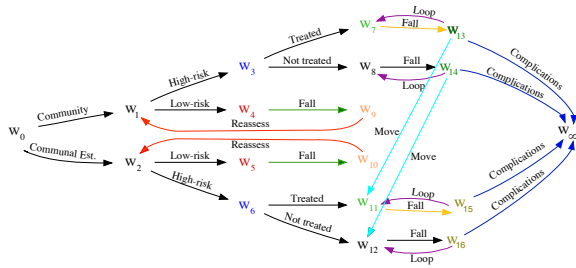 Loop
W7 Fall W13
Treated
High-risk W3 Not treated W8 Fall W14
Loop
Complications
Complications
Community W1 Low-risk W4 Fall W9
Reassess
Move
W0
W∞
Reassess
Move
Communal Est. W2 Low-risk W5 Fall W10
High-risk
Treated
Loop
Complications
W6 W11 Fall W15
Not treated
Complications
W12 Fall W16
Loop